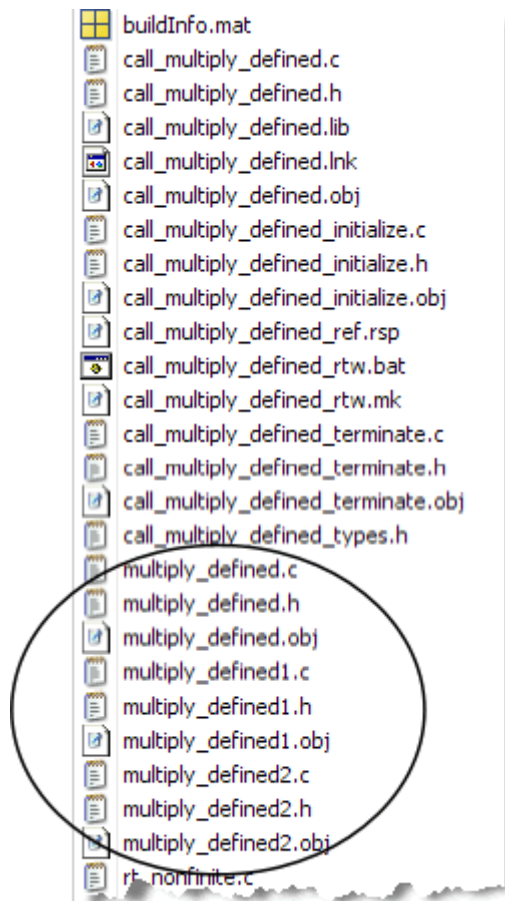 buildInfo.mat
call_multiply_defined.c
call_multiply_defined.h
call_multiply_defined.lib
call_multiply_defined.lnk
call_multiply_defined.obj
call_multiply_defined_initialize.c
call_multiply_defined_initialize.h
call_multiply_defined_initialize.obj
call_multiply_defined_ref.rsp
call_multiply_defined_rtw.bat
call_multiply_defined_rtw.mk
call_multiply_defined_terminate.c
call_multiply_defined_terminate.h
call_multiply_defined_terminate.obj
call_multiply_defined_types.h
multiply_defined.c
multiply_defined.h
multiply_defined.obj
multiply_defined1.c
multiply_defined1.h
multiply_defined1.obj
multiply_defined2.c
multiply_defined2.h
multiply_defined2.obj
rt_nonfinite.c